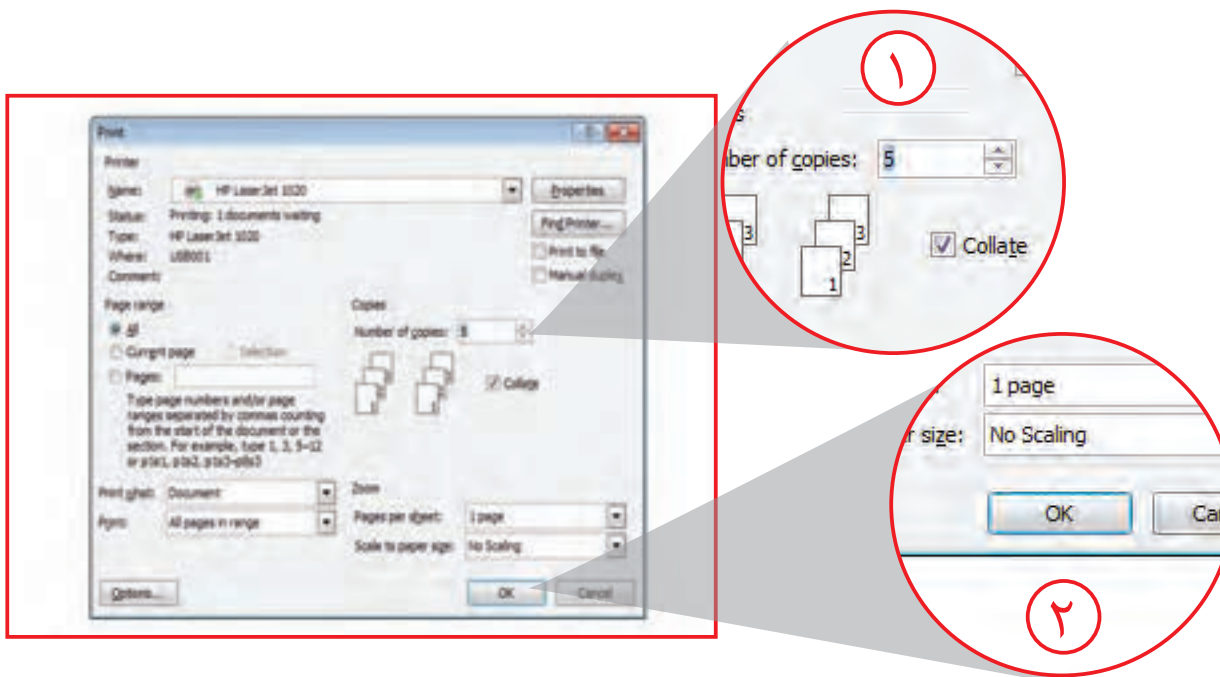 Print
Printer
Name: HP LaserJet 1020 Properties
Status: Printing: 1 documents waiting Find Printer...
Type: HP LaserJet 1020
Where: USB001 Print to file
Comment: Manual duplex
Page range
All
Current page Selection
Pages:
Type page numbers and/or page
ranges separated by commas counting
from the start of the document or the
section. For example, type 1, 3, 5–12
or p1s1, p1s2, p1s3–p8s3
Copies
Number of copies: 5
Collate
Print what: Document
Print: All pages in range
Zoom
Pages per sheet: 1 page
Scale to paper size: No Scaling
Options... OK Cancel
١
s
ber of copies: 5
3 3
2
1
Collate
1 page
r size: No Scaling
OK Can
٢